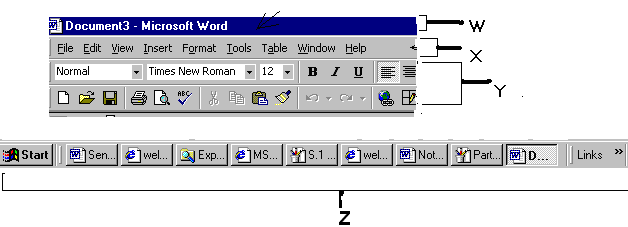 Document3 - Microsoft Word
W
File Edit View Insert Format Tools Table Window Help
X
Normal Times New Roman 12 B I U
Y
ABC
Start Sen... wel... Exp... MS... S.1 ... wel... Not... Part... D... Links »
Z